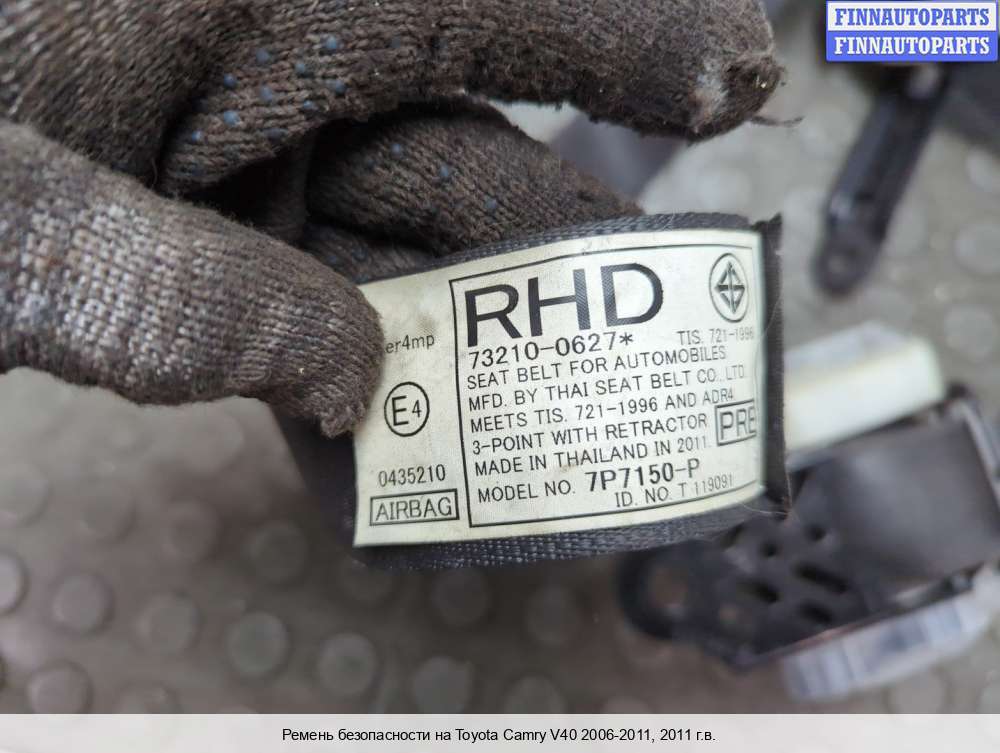 FINNAUTOPARTS
FINNAUTOPARTS
RHD
73210-0627*
TIS. 721-1996
SEAT BELT FOR AUTOMOBILES
MFD. BY THAI SEAT BELT CO., LTD.
MEETS TIS. 721-1996 AND ADR4
3-POINT WITH RETRACTOR
PRE
MADE IN THAILAND IN 2011.
MODEL NO. 7P7150-P
ID. NO. T 119091
er4mp
E4
0435210
AIRBAG
Ремень безопасности на Toyota Camry V40 2006-2011, 2011 г.в.